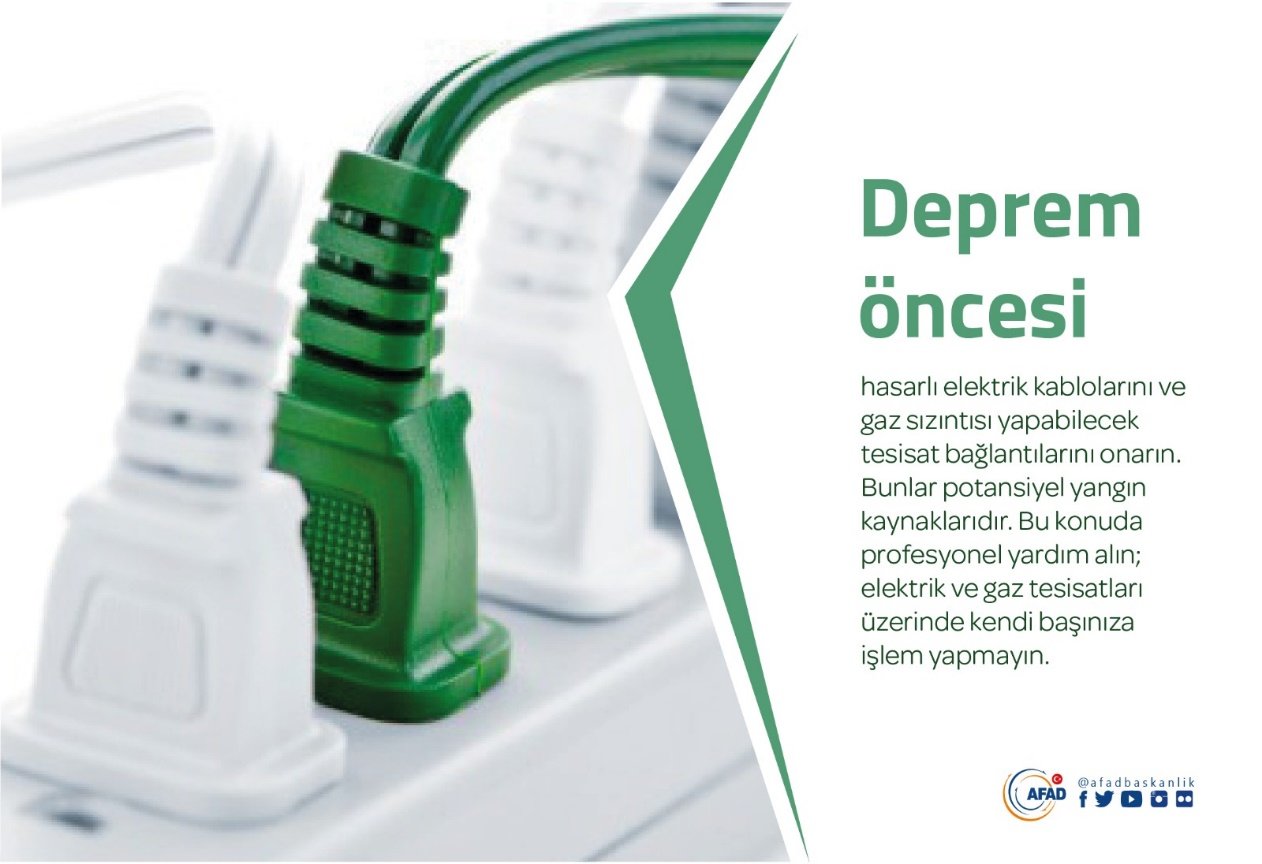 Deprem
öncesi
hasarlı elektrik kablolarını ve
gaz sızıntısı yapabilecek
tesisat bağlantılarını onarın.
Bunlar potansiyel yangın
kaynaklarıdır. Bu konuda
profesyonel yardım alın;
elektrik ve gaz tesisatları
üzerinde kendi başınıza
işlem yapmayın.
AFAD
@afadbaskanlik